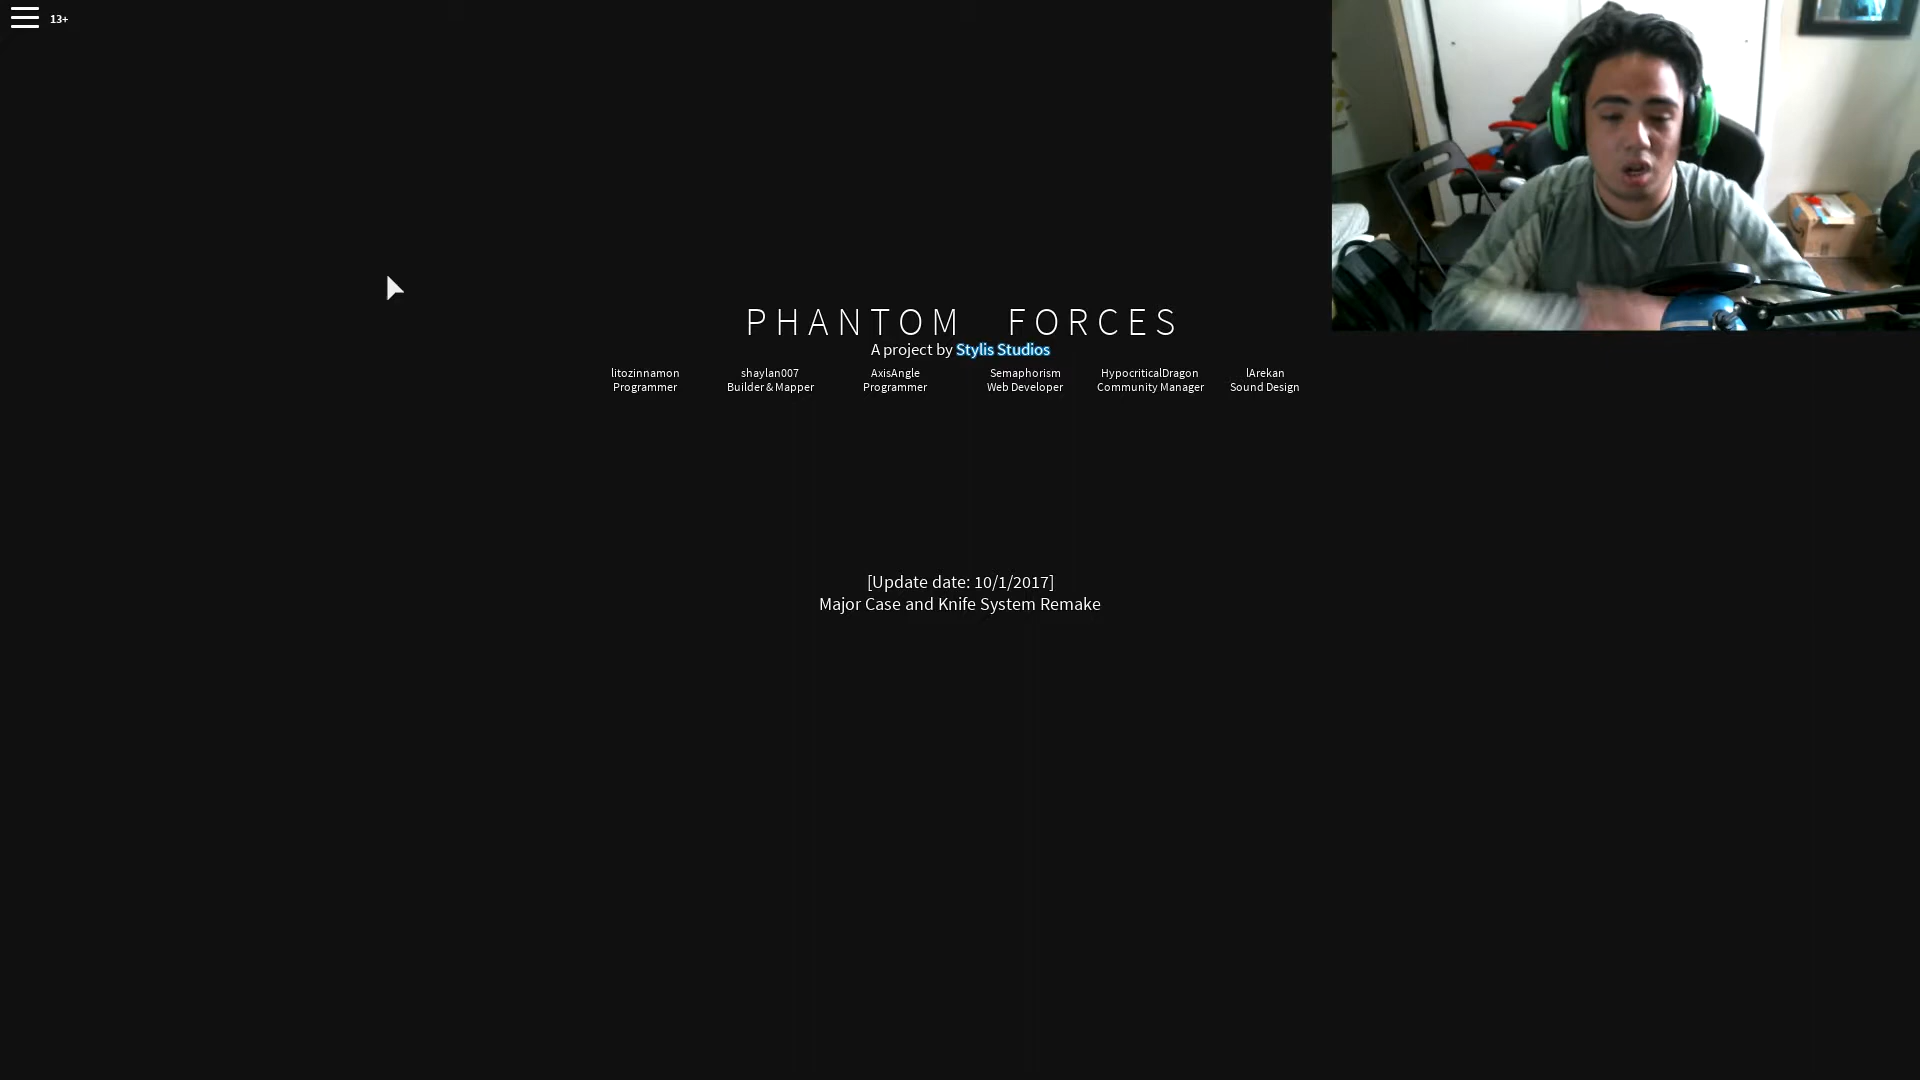 13+
PHANTOM FORCES
A project by Stylis Studios
litozinnamon shaylan007 AxisAngle Semaphorism HypocriticalDragon lArekan
Programmer Builder & Mapper Programmer Web Developer Community Manager Sound Design
[Update date: 10/1/2017]
Major Case and Knife System Remake